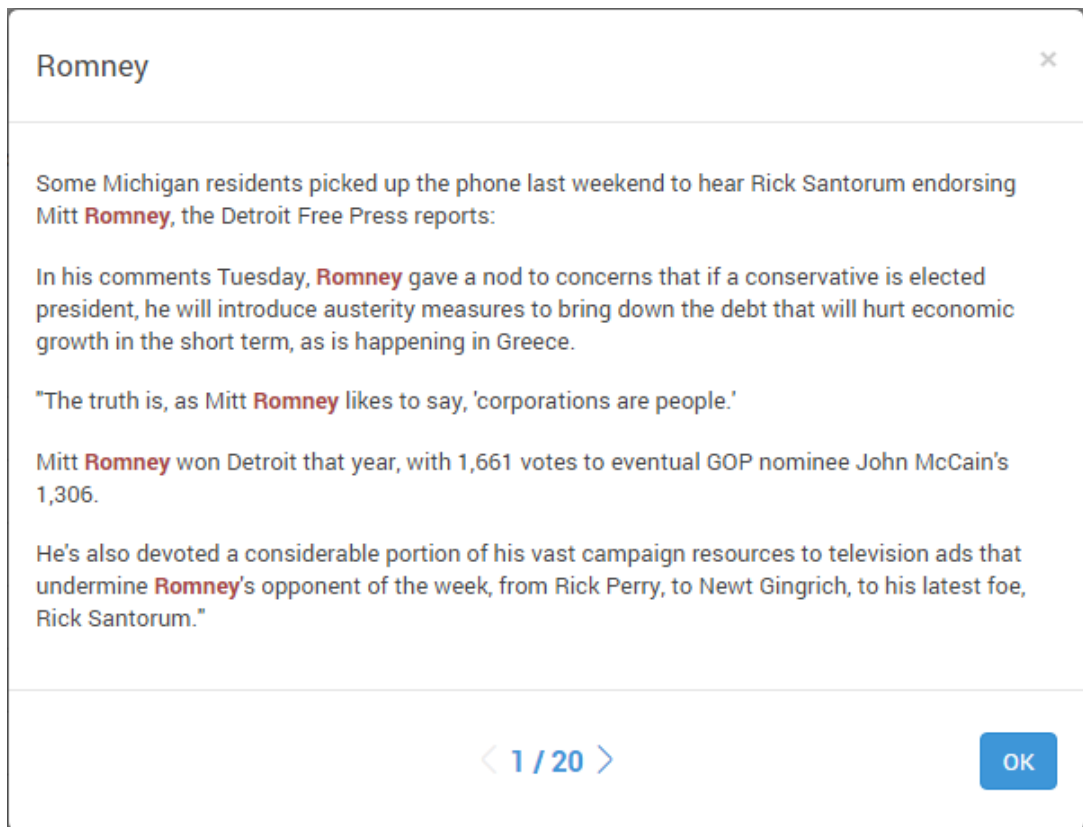 Romney
×
Some Michigan residents picked up the phone last weekend to hear Rick Santorum endorsing
Mitt Romney, the Detroit Free Press reports:
In his comments Tuesday, Romney gave a nod to concerns that if a conservative is elected
president, he will introduce austerity measures to bring down the debt that will hurt economic
growth in the short term, as is happening in Greece.
"The truth is, as Mitt Romney likes to say, 'corporations are people.'
Mitt Romney won Detroit that year, with 1,661 votes to eventual GOP nominee John McCain's
1,306.
He's also devoted a considerable portion of his vast campaign resources to television ads that
undermine Romney's opponent of the week, from Rick Perry, to Newt Gingrich, to his latest foe,
Rick Santorum."
1 / 20
OK